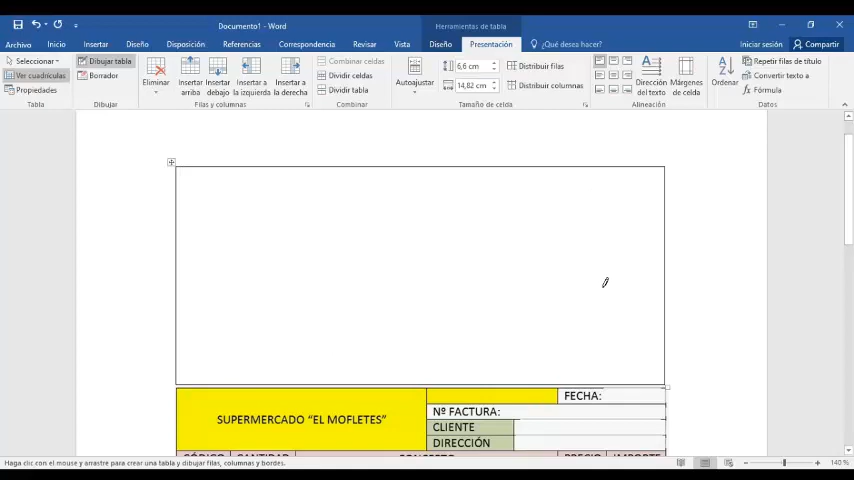 Documento1 - Word
Herramientas de tabla
Archivo Inicio Insertar Diseño Disposición Referencias Correspondencia Revisar Vista Diseño Presentación ¿Qué desea hacer? Iniciar sesión Compartir
Seleccionar
Ver cuadrículas
Propiedades
Tabla
Dibujar tabla
Borrador
Dibujar
Eliminar
Insertar arriba
Insertar debajo
Insertar a la izquierda
Insertar a la derecha
Filas y columnas
Combinar celdas
Dividir celdas
Dividir tabla
Combinar
Autoajustar
6,6 cm
14,82 cm
Distribuir filas
Distribuir columnas
Tamaño de celda
Dirección del texto
Márgenes de celda
Alineación
Ordenar
Repetir filas de título
Convertir texto a
Fórmula
Datos
FECHA:
SUPERMERCADO “EL MOFLETES”
Nº FACTURA:
CLIENTE
DIRECCIÓN
CÓDIGO CANTIDAD CONCEPTO PRECIO IMPORTE
Haga clic con el mouse y arrastre para crear una tabla y dibujar filas, columnas y bordes.
140 %